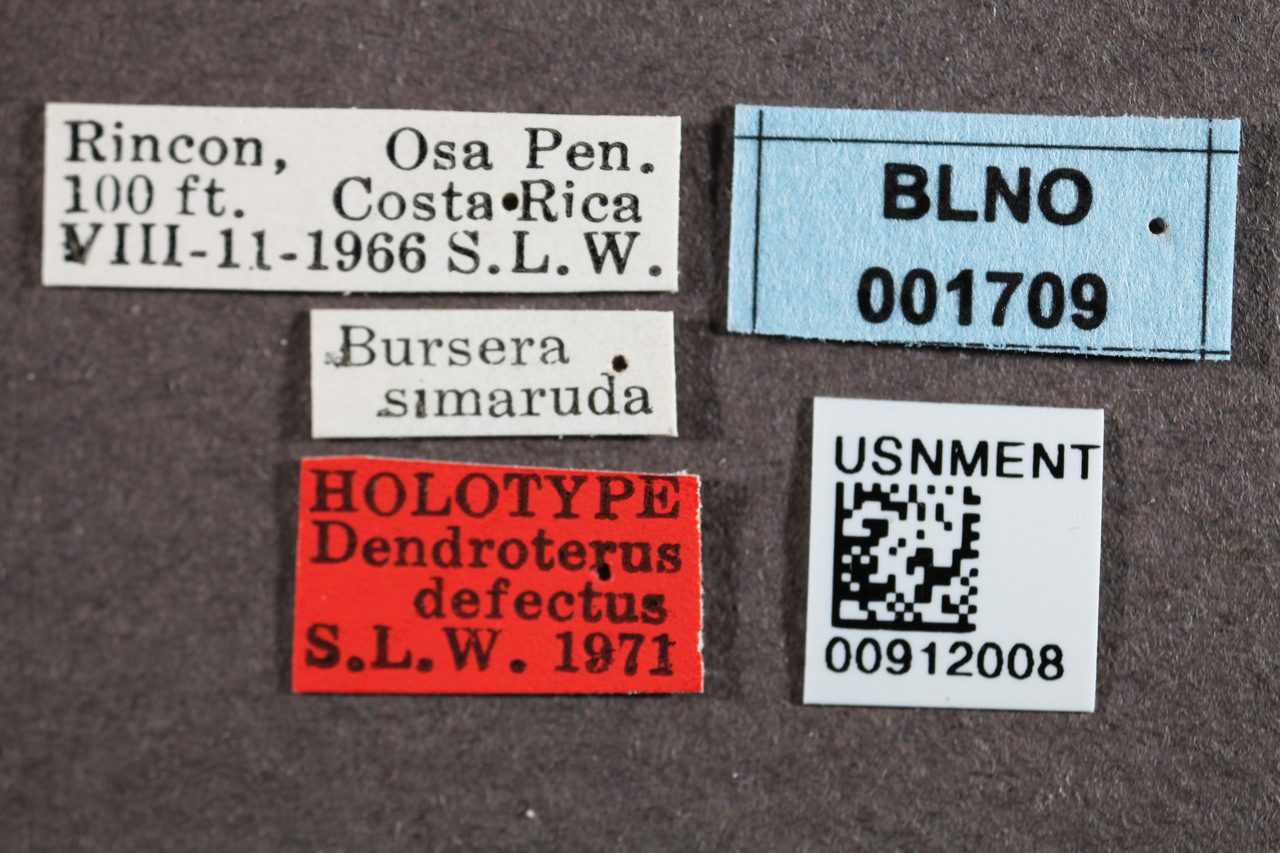 Rincon, Osa Pen.
100 ft. Costa Rica
VIII-11-1966 S.L.W.
Bursera
simaruda
HOLOTYPE
Dendroterus
defectus
S.L.W. 1971
BLNO
001709
USNMENT
00912008